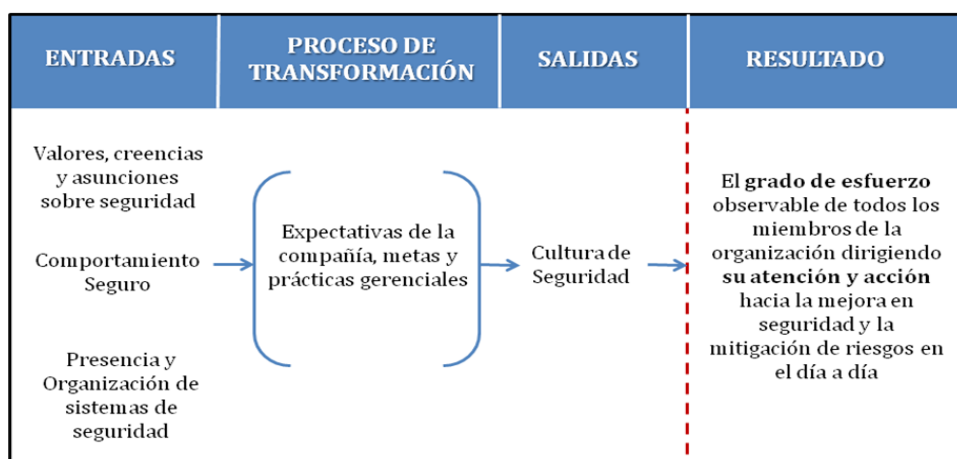 ENTRADAS
PROCESO DE
TRANSFORMACIÓN
SALIDAS
RESULTADO
Valores, creencias
y asunciones
sobre seguridad
Comportamiento
Seguro
Presencia y
Organización de
sistemas de
seguridad
Expectativas de la
compañía, metas y
prácticas gerenciales
Cultura de
Seguridad
El grado de esfuerzo
observable de todos los
miembros de la
organización dirigiendo
su atención y acción
hacia la mejora en
seguridad y la
mitigación de riesgos en
el día a día